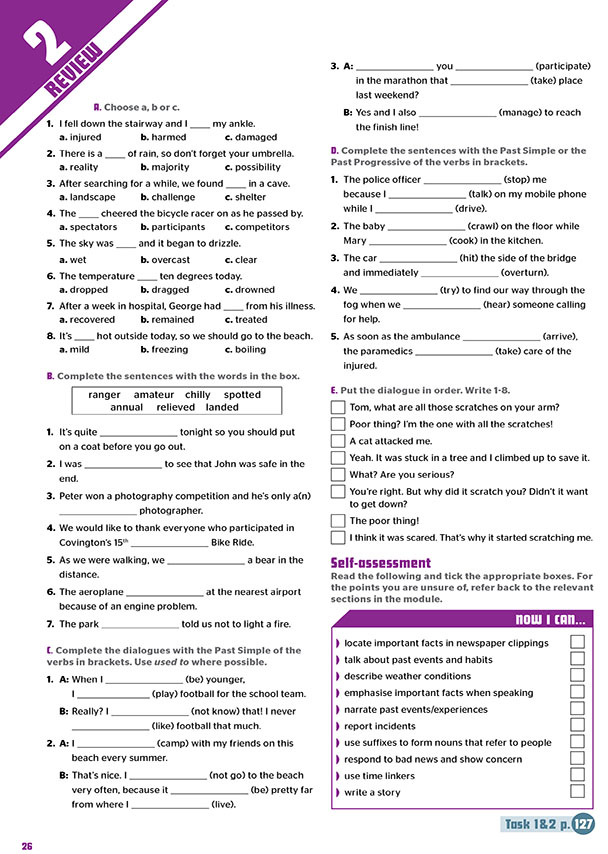 2
REVIEW
A. Choose a, b or c.
1. I fell down the stairway and I ____ my ankle.
a. injured b. harmed c. damaged
2. There is a ____ of rain, so don't forget your umbrella.
a. reality b. majority c. possibility
3. After searching for a while, we found ____ in a cave.
a. landscape b. challenge c. shelter
4. The ____ cheered the bicycle racer on as he passed by.
a. spectators b. participants c. competitors
5. The sky was ____ and it began to drizzle.
a. wet b. overcast c. clear
6. The temperature ____ ten degrees today.
a. dropped b. dragged c. drowned
7. After a week in hospital, George had ____ from his illness.
a. recovered b. remained c. treated
8. It's ____ hot outside today, so we should go to the beach.
a. mild b. freezing c. boiling
B. Complete the sentences with the words in the box.
ranger amateur chilly spotted
annual relieved landed
1. It's quite ______________ tonight so you should put
on a coat before you go out.
2. I was ______________ to see that John was safe in the
end.
3. Peter won a photography competition and he's only a(n)
______________ photographer.
4. We would like to thank everyone who participated in
Covington's 15th ______________ Bike Ride.
5. As we were walking, we ______________ a bear in the
distance.
6. The aeroplane ______________ at the nearest airport
because of an engine problem.
7. The park ______________ told us not to light a fire.
C. Complete the dialogues with the Past Simple of the
verbs in brackets. Use used to where possible.
1. A: When I ______________ (be) younger,
I ______________ (play) football for the school team.
B: Really? I ______________ (not know) that! I never
______________ (like) football that much.
2. A: I ______________ (camp) with my friends on this
beach every summer.
B: That's nice. I ______________ (not go) to the beach
very often, because it ______________ (be) pretty far
from where I ______________ (live).
3. A: ______________ you ______________ (participate)
in the marathon that ______________ (take) place
last weekend?
B: Yes and I also ______________ (manage) to reach
the finish line!
D. Complete the sentences with the Past Simple or the
Past Progressive of the verbs in brackets.
1. The police officer ______________ (stop) me
because I ______________ (talk) on my mobile phone
while I ______________ (drive).
2. The baby ______________ (crawl) on the floor while
Mary ______________ (cook) in the kitchen.
3. The car ______________ (hit) the side of the bridge
and immediately ______________ (overturn).
4. We ______________ (try) to find our way through the
fog when we ______________ (hear) someone calling
for help.
5. As soon as the ambulance ______________ (arrive),
the paramedics ______________ (take) care of the
injured.
E. Put the dialogue in order. Write 1-8.
Tom, what are all those scratches on your arm?
Poor thing? I'm the one with all the scratches!
A cat attacked me.
Yeah. It was stuck in a tree and I climbed up to save it.
What? Are you serious?
You're right. But why did it scratch you? Didn't it want
to get down?
The poor thing!
I think it was scared. That's why it started scratching me.
Self-assessment
Read the following and tick the appropriate boxes. For
the points you are unsure of, refer back to the relevant
sections in the module.
NOW I CAN...
locate important facts in newspaper clippings
talk about past events and habits
describe weather conditions
emphasise important facts when speaking
narrate past events/experiences
report incidents
use suffixes to form nouns that refer to people
respond to bad news and show concern
use time linkers
write a story
Task 1&2 p. 127
26